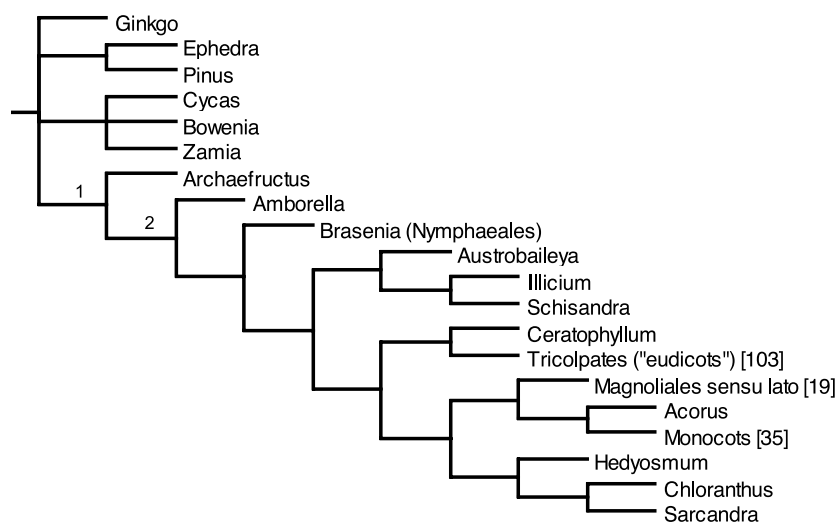 Ginkgo
Ephedra
Pinus
Cycas
Bowenia
Zamia
1
Archaefructus
2
Amborella
Brasenia (Nymphaeales)
Austrobaileya
Illicium
Schisandra
Ceratophyllum
Tricolpates ("eudicots") [103]
Magnoliales sensu lato [19]
Acorus
Monocots [35]
Hedyosmum
Chloranthus
Sarcandra